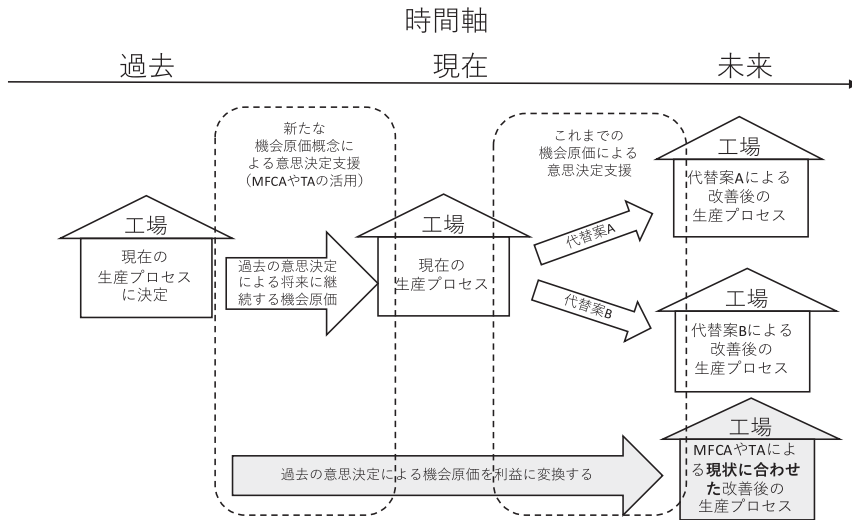 時間軸
過去
現在
未来
新たな
機会原価概念に
よる意思決定支援
（MFCAやTAの活用）
これまでの
機会原価による
意思決定支援
工場
現在の
生産プロセス
に決定
過去の意思決定
による将来に継
続する機会原価
工場
現在の
生産プロセス
代替案A
代替案B
工場
代替案Aによる
改善後の
生産プロセス
工場
代替案Bによる
改善後の
生産プロセス
過去の意思決定による機会原価を利益に変換する
工場
MFCAやTAによ
る現状に合わせ
た改善後の
生産プロセス